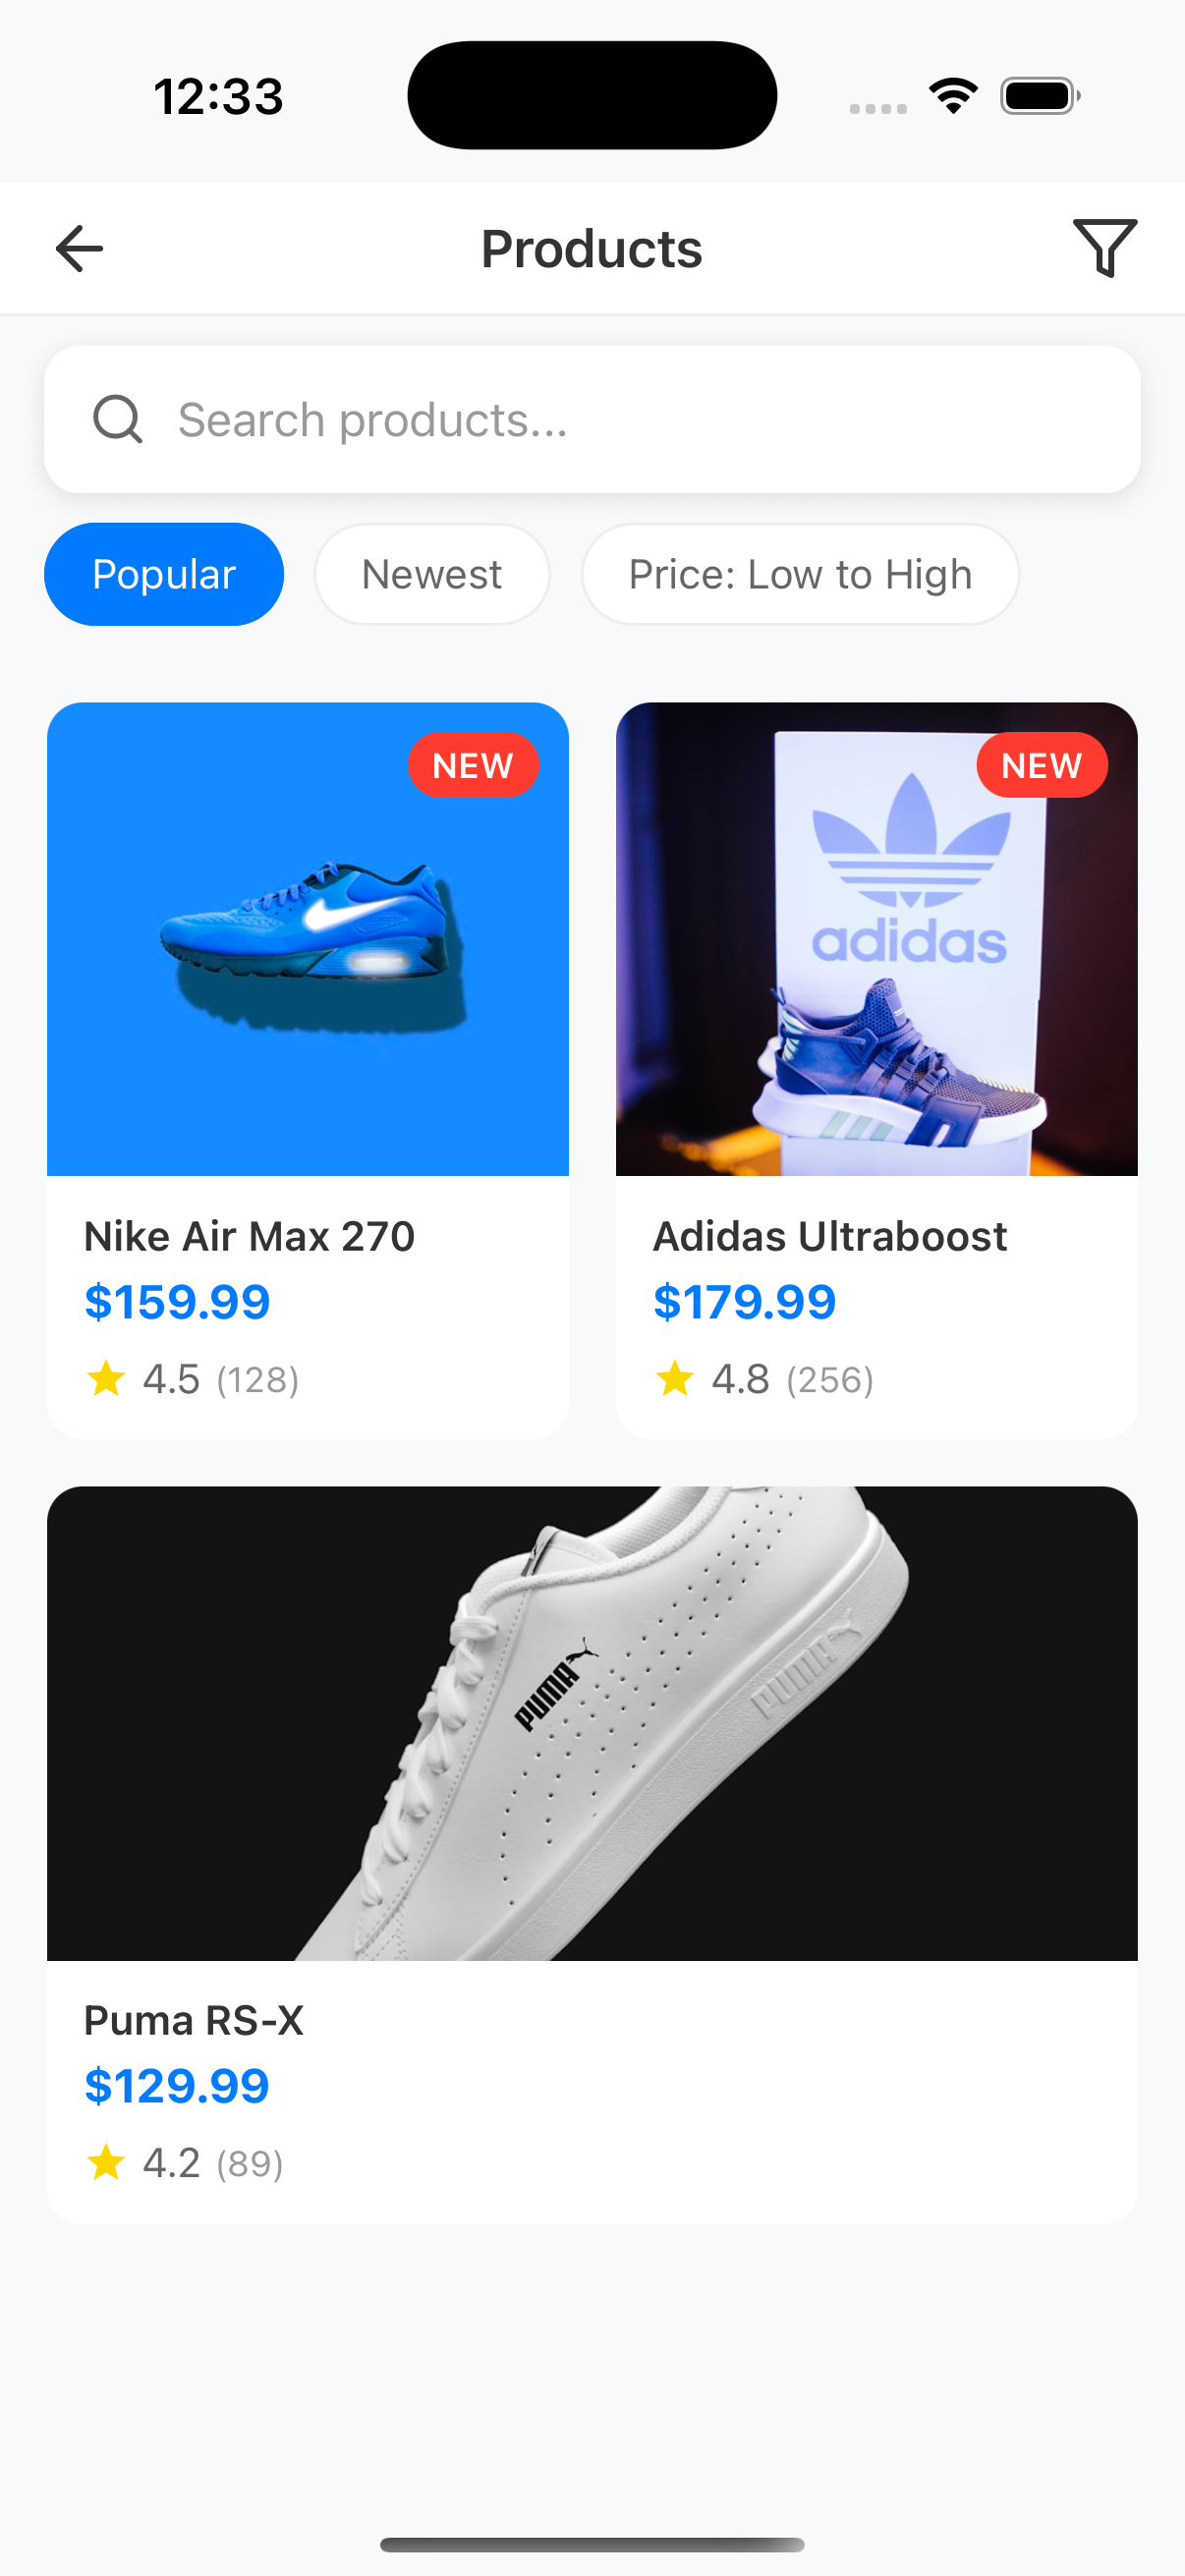 12:33
Products
Search products...
Popular
Newest
Price: Low to High
NEW
NEW
adidas
Nike Air Max 270
$159.99
4.5 (128)
Adidas Ultraboost
$179.99
4.8 (256)
PUMA
PUMA
Puma RS-X
$129.99
4.2 (89)